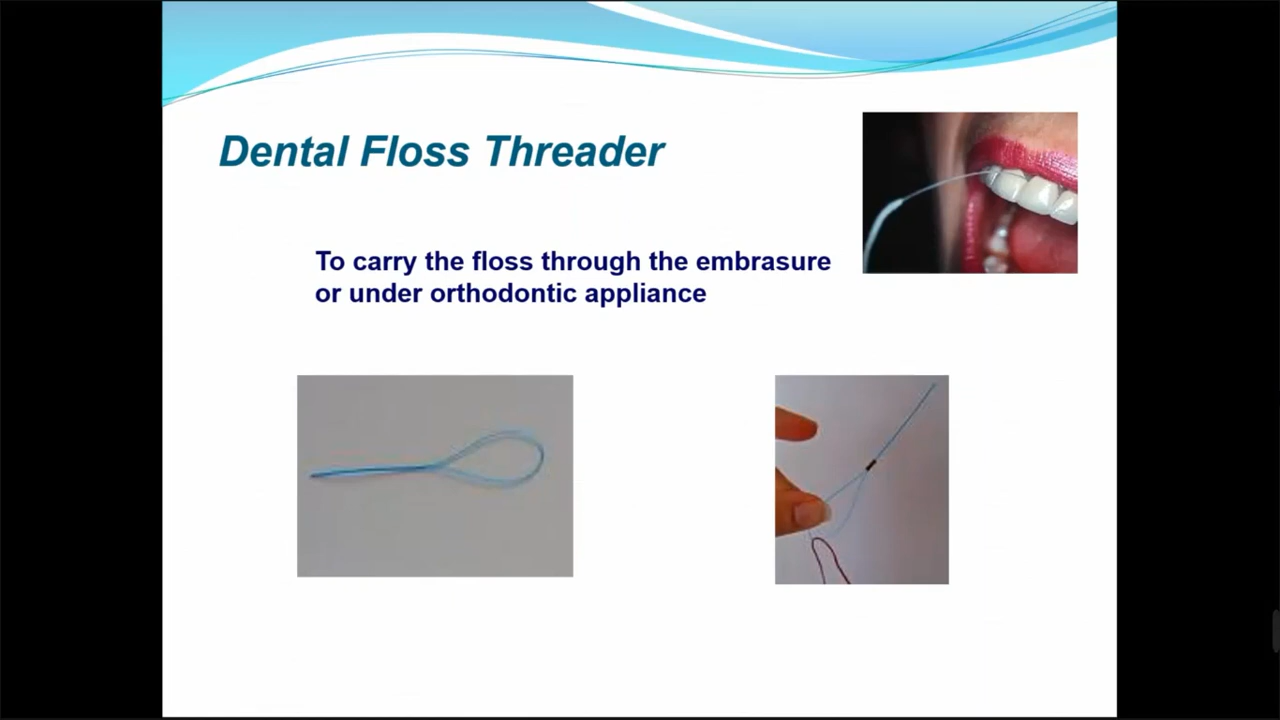 Dental Floss Threader
To carry the floss through the embrasure
or under orthodontic appliance